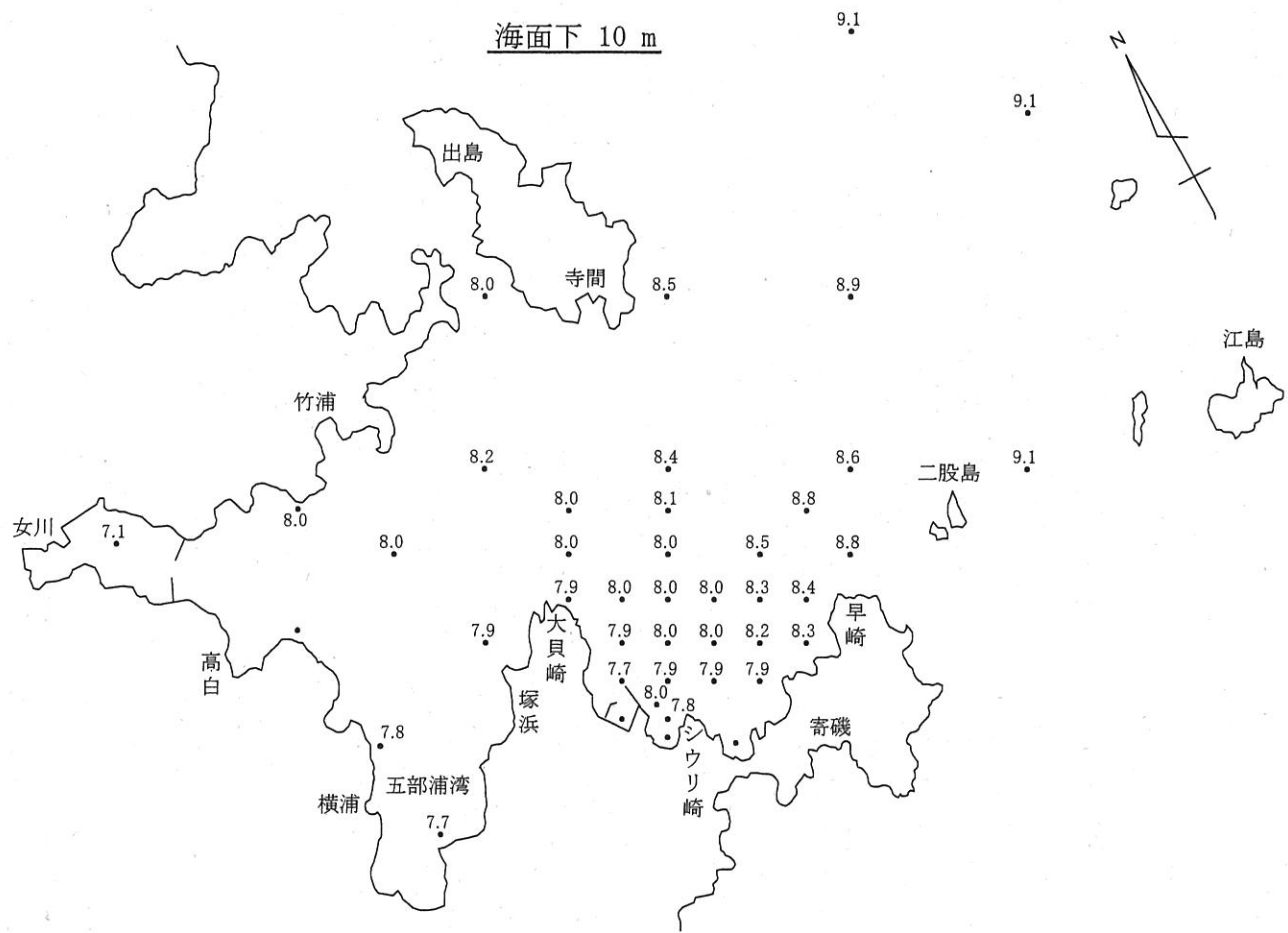 海面下 10 m
9.1
N
9.1
出島
寺間
8.0
8.5
8.9
江島
竹浦
8.2
8.4
8.6
9.1
二股島
女川
7.1
8.0
8.0
8.1
8.8
8.0
8.0
8.0
8.5
8.8
7.9
8.0
8.0
8.0
8.3
8.4
早崎
大貝崎
7.9
7.9
8.0
8.0
8.2
8.3
高白
7.7
7.9
7.9
7.9
塚浜
8.0
7.8
シウリ崎
寄磯
7.8
五部浦湾
横浦
7.7